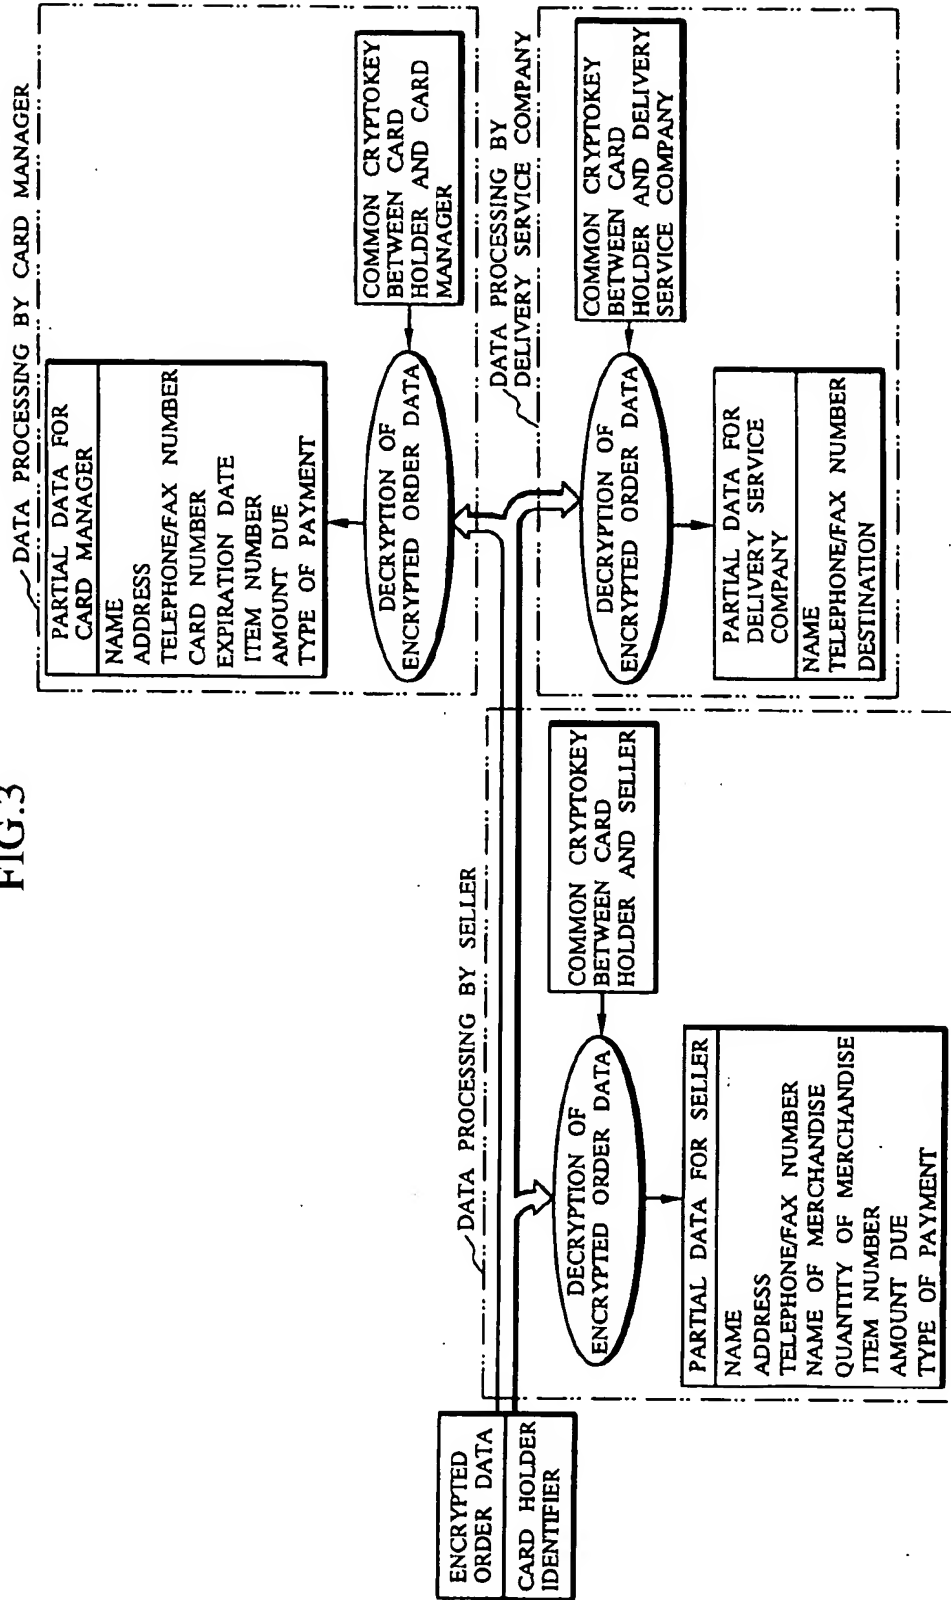 FIG.3
ENCRYPTED
ORDER DATA
CARD HOLDER
IDENTIFIER
DATA PROCESSING BY SELLER
DECRYPTION OF
ENCRYPTED ORDER DATA
COMMON CRYPTOKEY
BETWEEN CARD
HOLDER AND SELLER
PARTIAL DATA FOR SELLER
NAME
ADDRESS
TELEPHONE/FAX NUMBER
NAME OF MERCHANDISE
QUANTITY OF MERCHANDISE
ITEM NUMBER
AMOUNT DUE
TYPE OF PAYMENT
DATA PROCESSING BY CARD MANAGER
PARTIAL DATA FOR
CARD MANAGER
NAME
ADDRESS
TELEPHONE/FAX NUMBER
CARD NUMBER
EXPIRATION DATE
ITEM NUMBER
AMOUNT DUE
TYPE OF PAYMENT
DECRYPTION OF
ENCRYPTED ORDER DATA
COMMON CRYPTOKEY
BETWEEN CARD
HOLDER AND CARD
MANAGER
DATA PROCESSING BY
DELIVERY SERVICE COMPANY
DECRYPTION OF
ENCRYPTED ORDER DATA
COMMON CRYPTOKEY
BETWEEN CARD
HOLDER AND DELIVERY
SERVICE COMPANY
PARTIAL DATA FOR
DELIVERY SERVICE
COMPANY
NAME
TELEPHONE/FAX NUMBER
DESTINATION